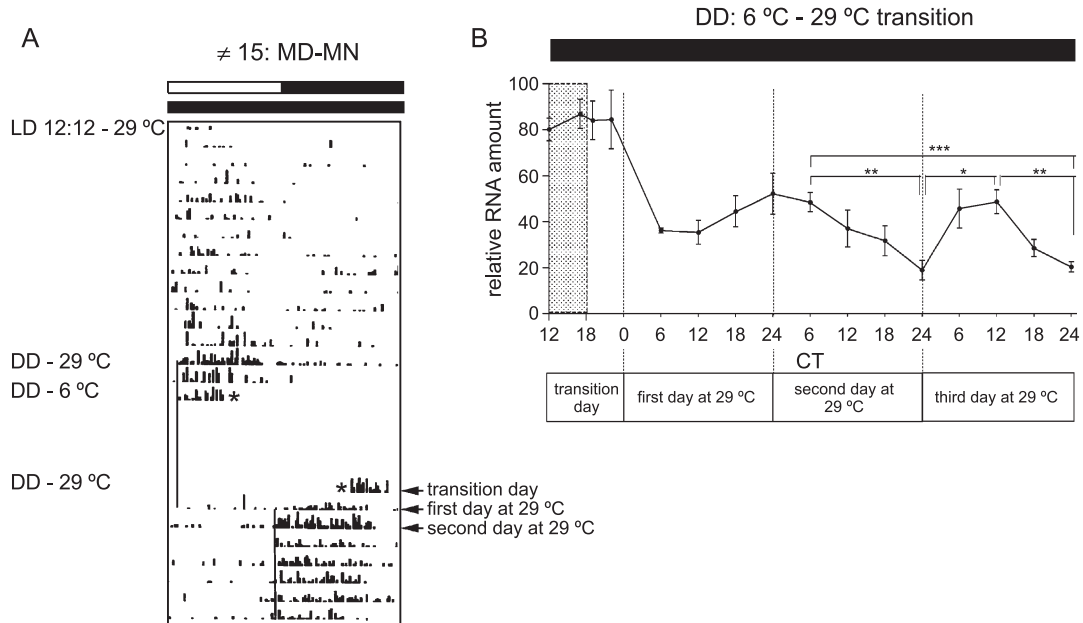 A
≠ 15: MD-MN
LD 12:12 - 29 ºC
DD - 29 ºC
DD - 6 ºC
*
DD - 29 ºC
*
transition day
first day at 29 ºC
second day at 29 ºC
B
DD: 6 ºC - 29 ºC transition
relative RNA amount
100
80
60
40
20
0
***
** * **
12 18 0 6 12 18 24 6 12 18 24 6 12 18 24
CT
transition day
first day at 29 ºC
second day at 29 ºC
third day at 29 ºC